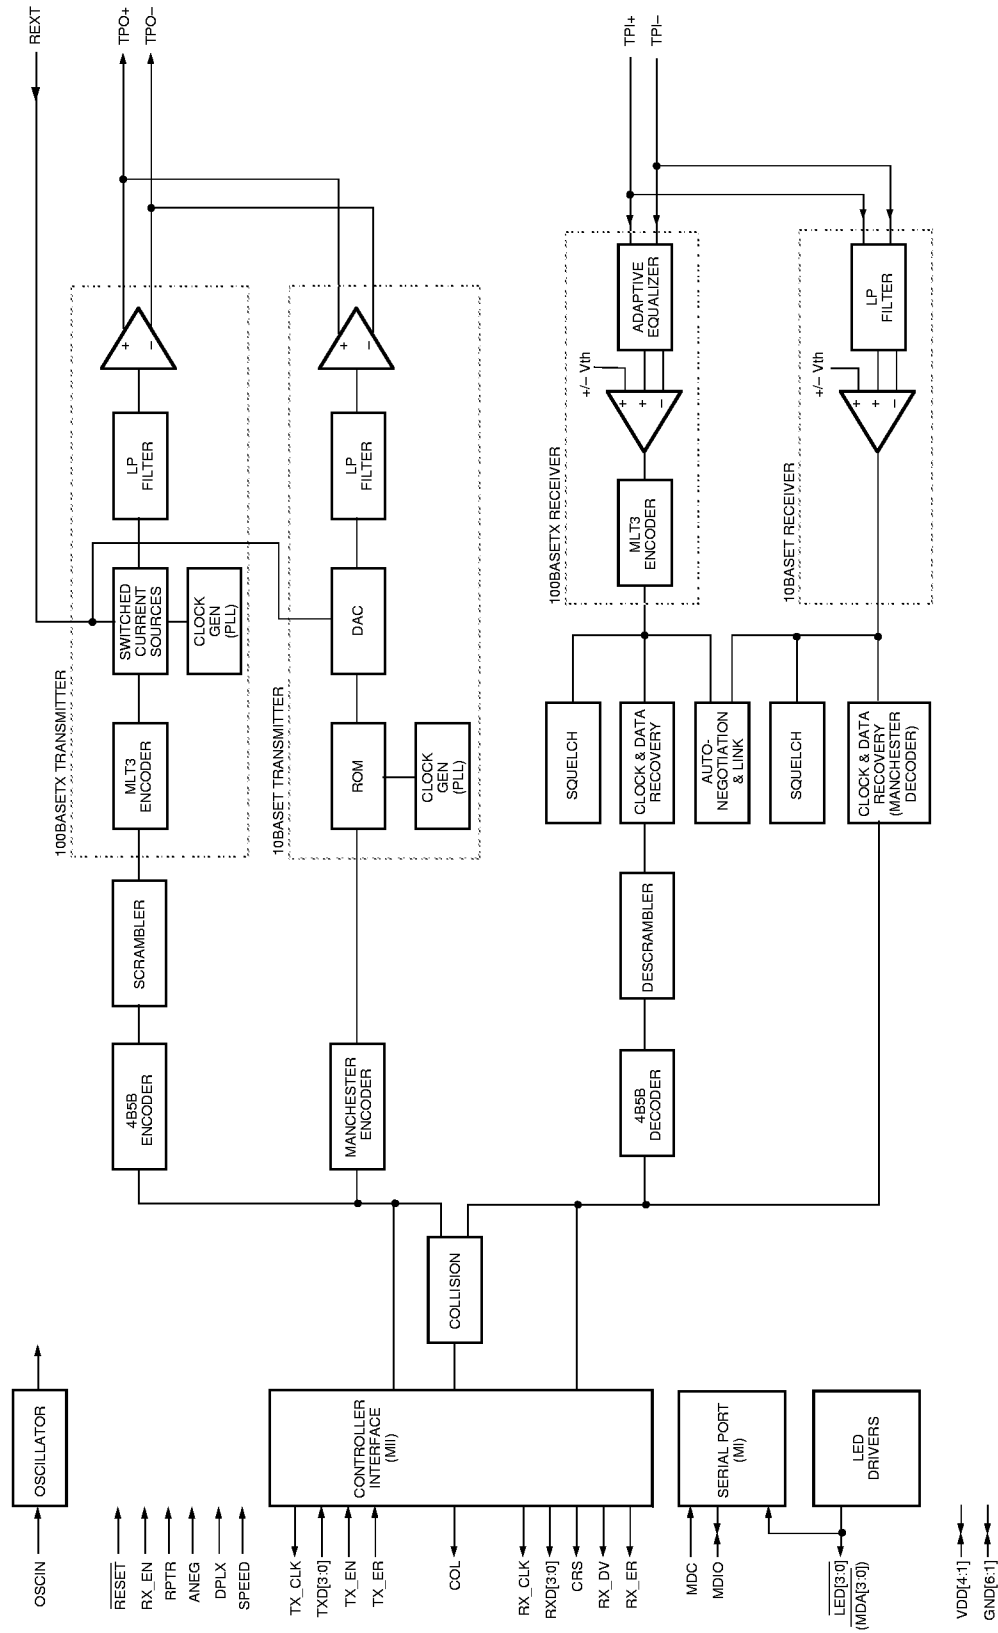 OSCIN
OSCILLATOR
RESET
RX_EN
RPTR
ANEG
DPLX
SPEED
TX_CLK
TXD[3:0]
TX_EN
TX_ER
COL
RX_CLK
RXD[3:0]
CRS
RX_DV
RX_ER
CONTROLLER
INTERFACE
(MII)
COLLISION
MDC
MDIO
SERIAL PORT
(MI)
LED[3:0]
(MDA[3:0])
LED
DRIVERS
VDD[4:1]
GND[6:1]
4B5B
ENCODER
SCRAMBLER
100BASETX TRANSMITTER
MLT3
ENCODER
SWITCHED
CURRENT
SOURCES
CLOCK
GEN
(PLL)
LP
FILTER
+
–
REXT
TPO+
TPO–
MANCHESTER
ENCODER
10BASET TRANSMITTER
ROM
CLOCK
GEN
(PLL)
DAC
LP
FILTER
+
–
4B5B
DECODER
DESCRAMBLER
SQUELCH
CLOCK & DATA
RECOVERY
AUTO-
NEGOTIATION
& LINK
SQUELCH
CLOCK & DATA
RECOVERY
(MANCHESTER
DECODER)
100BASETX RECEIVER
MLT3
ENCODER
+/– Vth
+
+
–
ADAPTIVE
EQUALIZER
TPI+
TPI–
10BASET RECEIVER
+/– Vth
+
+
–
LP
FILTER